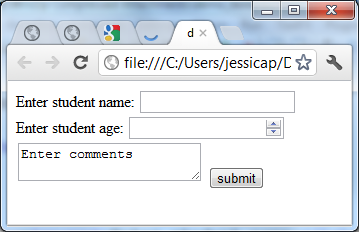 d
file:///C:/Users/jessicap/D
Enter student name:
Enter student age:
Enter comments
submit